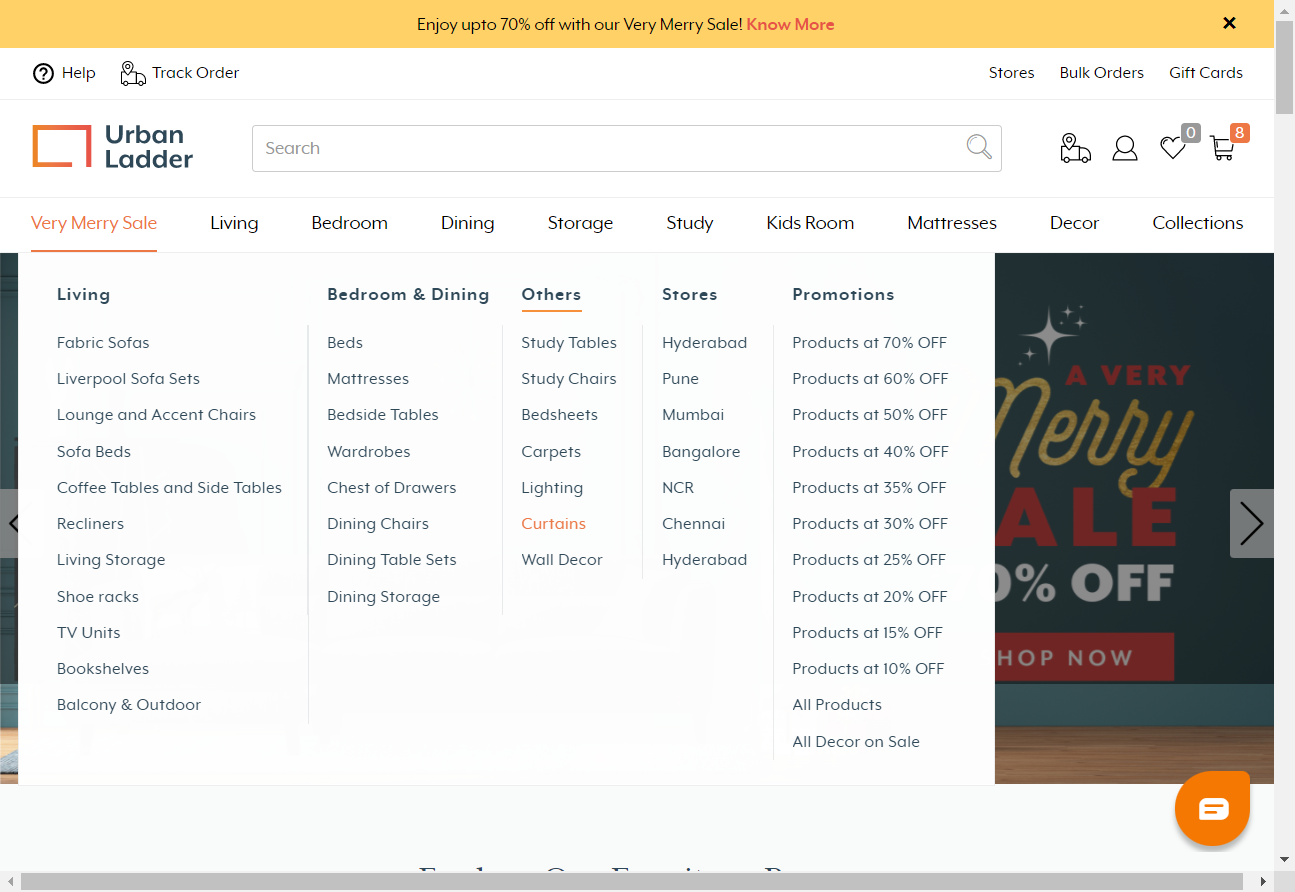 Enjoy upto 70% off with our Very Merry Sale! Know More
Help
Track Order
Stores
Bulk Orders
Gift Cards
Urban
Ladder
Search
0
8
Very Merry Sale
Living
Bedroom
Dining
Storage
Study
Kids Room
Mattresses
Decor
Collections
Living
Fabric Sofas
Liverpool Sofa Sets
Lounge and Accent Chairs
Sofa Beds
Coffee Tables and Side Tables
Recliners
Living Storage
Shoe racks
TV Units
Bookshelves
Balcony & Outdoor
Bedroom & Dining
Beds
Mattresses
Bedside Tables
Wardrobes
Chest of Drawers
Dining Chairs
Dining Table Sets
Dining Storage
Others
Study Tables
Study Chairs
Bedsheets
Carpets
Lighting
Curtains
Wall Decor
Stores
Hyderabad
Pune
Mumbai
Bangalore
NCR
Chennai
Hyderabad
Promotions
Products at 70% OFF
Products at 60% OFF
Products at 50% OFF
Products at 40% OFF
Products at 35% OFF
Products at 30% OFF
Products at 25% OFF
Products at 20% OFF
Products at 15% OFF
Products at 10% OFF
All Products
All Decor on Sale
A VERY
Merry
SALE
0% OFF
HOP NOW